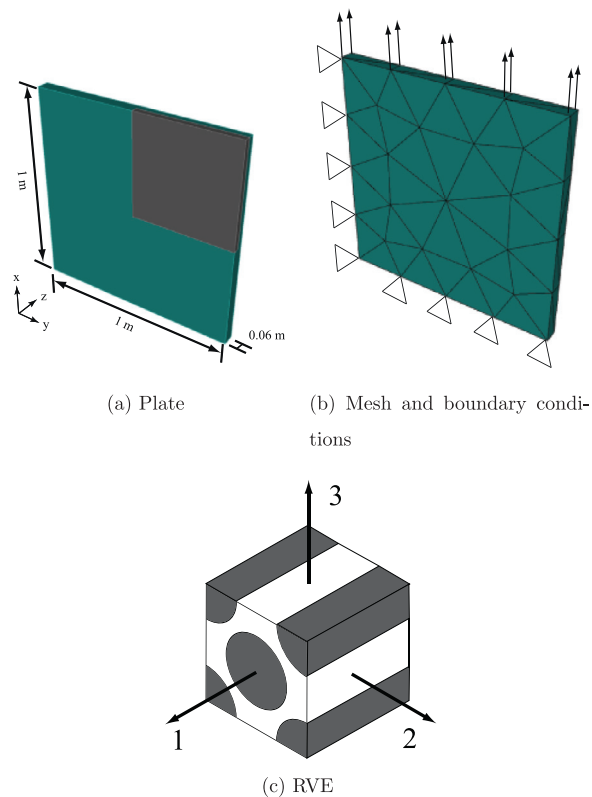 1 m
x
z
y
1 m
0.06 m
(a) Plate
(b) Mesh and boundary condi-
tions
3
1
2
(c) RVE